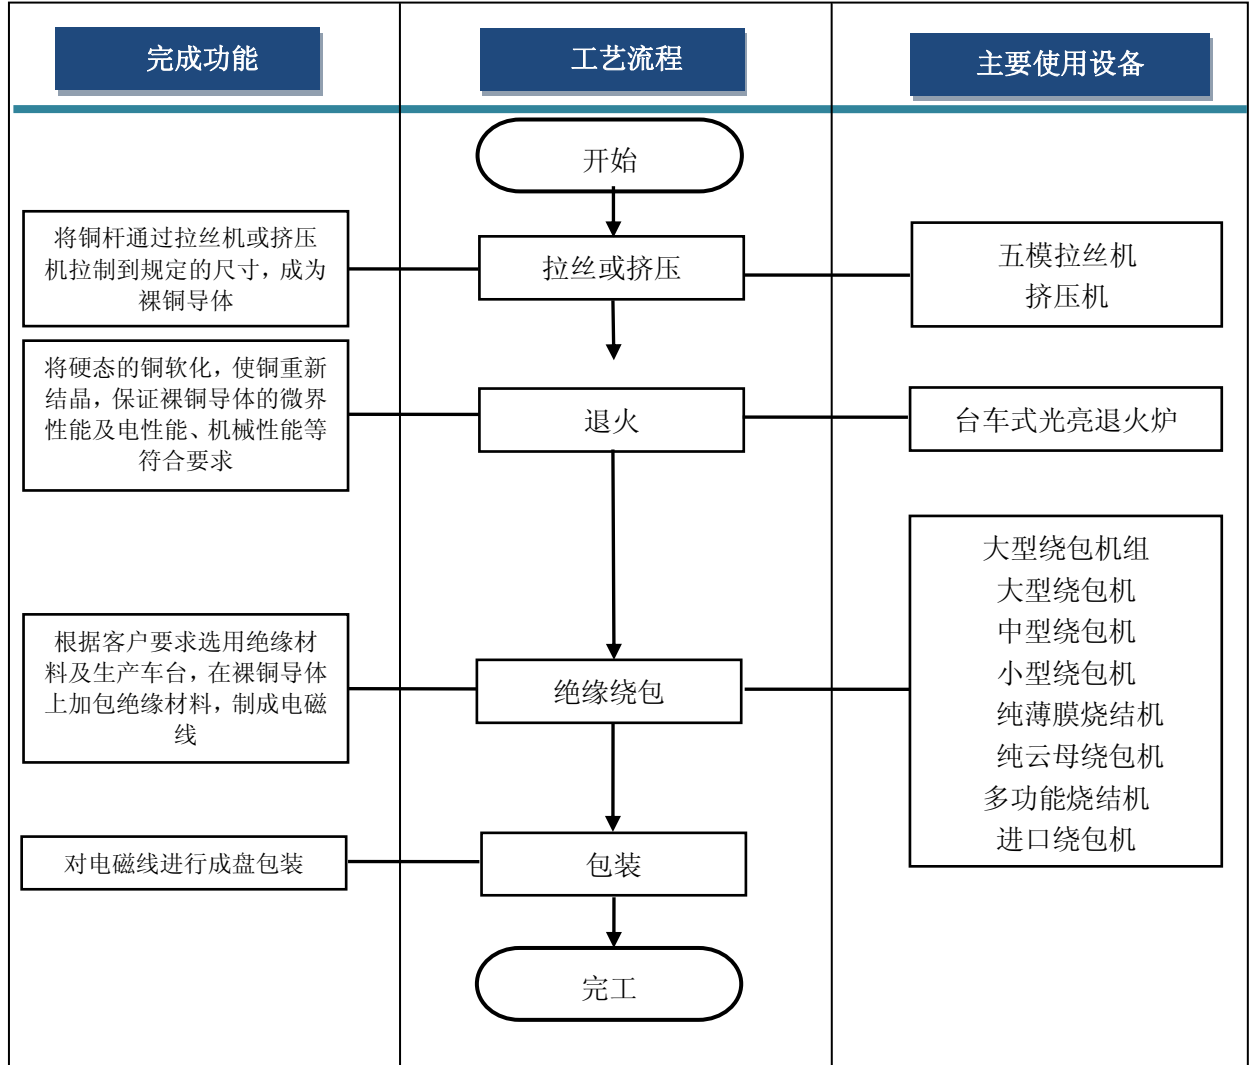 完成功能
工艺流程
主要使用设备
开始
将铜杆通过拉丝机或挤压
机拉制到规定的尺寸，成为
裸铜导体
拉丝或挤压
五模拉丝机
挤压机
将硬态的铜软化，使铜重新
结晶，保证裸铜导体的微界
性能及电性能、机械性能等
符合要求
退火
台车式光亮退火炉
根据客户要求选用绝缘材
料及生产车台，在裸铜导体
上加包绝缘材料，制成电磁
线
绝缘绕包
大型绕包机组
大型绕包机
中型绕包机
小型绕包机
纯薄膜烧结机
纯云母绕包机
多功能烧结机
进口绕包机
对电磁线进行成盘包装
包装
完工